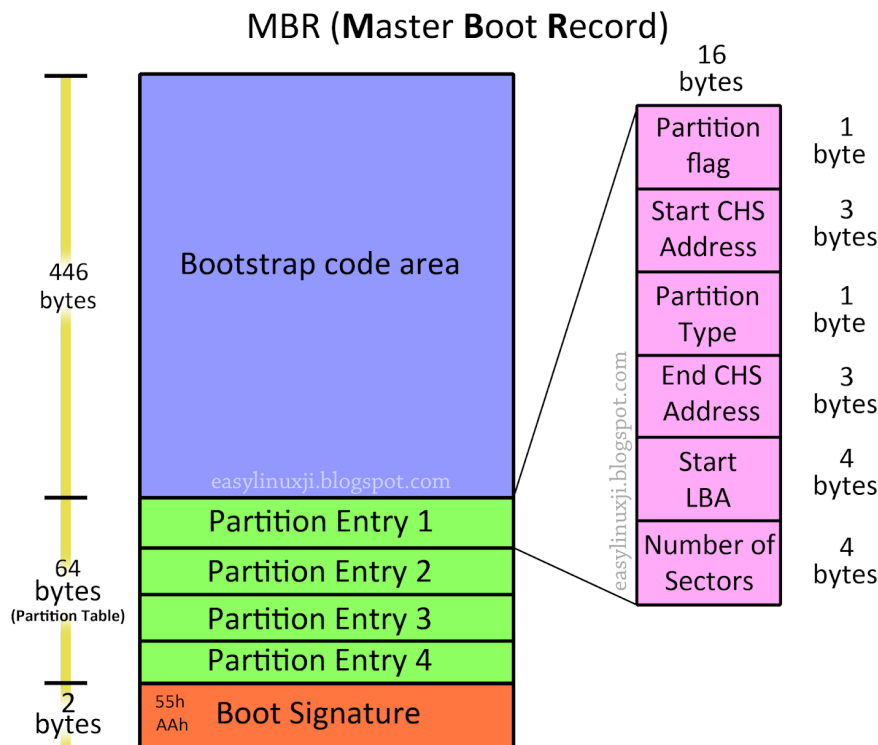 MBR (Master Boot Record)
446
bytes
64
bytes
(Partition Table)
2
bytes
Bootstrap code area
easylinuxji.blogspot.com
Partition Entry 1
Partition Entry 2
Partition Entry 3
Partition Entry 4
55h
AAh
Boot Signature
16
bytes
Partition
flag
1
byte
Start CHS
Address
3
bytes
Partition
Type
1
byte
End CHS
Address
3
bytes
Start
LBA
4
bytes
Number of
Sectors
4
bytes
easylinuxji.blogspot.com